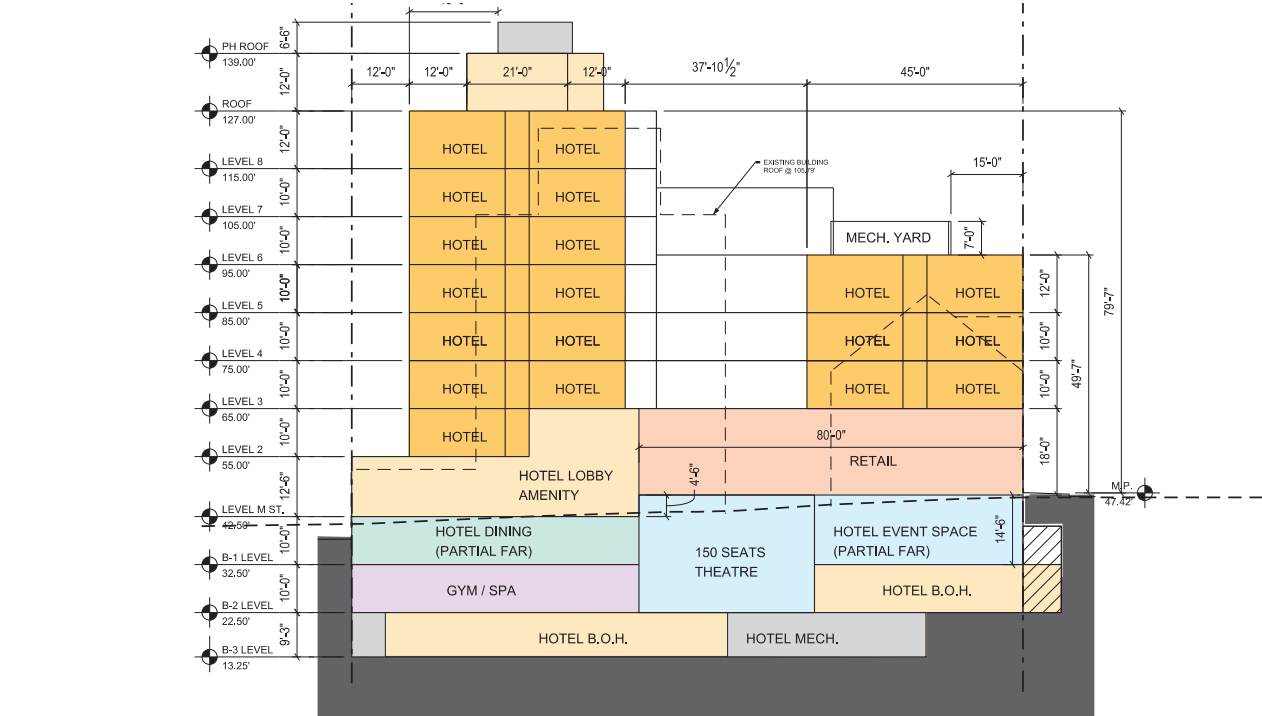 6'-6"
PH ROOF
139.00'
12'-0"
12'-0"
12'-0"
21'-0"
12'-0"
37'-10½"
45'-0"
ROOF
127.00'
12'-0"
HOTEL
HOTEL
EXISTING BUILDING
ROOF @ 105.79'
15'-0"
LEVEL 8
115.00'
10'-0"
HOTEL
HOTEL
LEVEL 7
105.00'
10'-0"
HOTEL
HOTEL
MECH. YARD
7'-0"
LEVEL 6
95.00'
10'-0"
HOTEL
HOTEL
HOTEL
HOTEL
12'-0"
79'-7"
LEVEL 5
85.00'
10'-0"
HOTEL
HOTEL
HOTEL
HOTEL
10'-0"
LEVEL 4
75.00'
10'-0"
HOTEL
HOTEL
HOTEL
HOTEL
10'-0"
49'-7"
LEVEL 3
65.00'
10'-0"
HOTEL
80'-0"
RETAIL
18'-0"
LEVEL 2
55.00'
12'-6"
HOTEL LOBBY
AMENITY
4'-6"
M.P.
47.42'
LEVEL M ST.
42.50'
10'-0"
HOTEL DINING
(PARTIAL FAR)
150 SEATS
THEATRE
HOTEL EVENT SPACE
(PARTIAL FAR)
14'-6"
B-1 LEVEL
32.50'
10'-0"
GYM / SPA
HOTEL B.O.H.
B-2 LEVEL
22.50'
9'-3"
HOTEL B.O.H.
HOTEL MECH.
B-3 LEVEL
13.25'